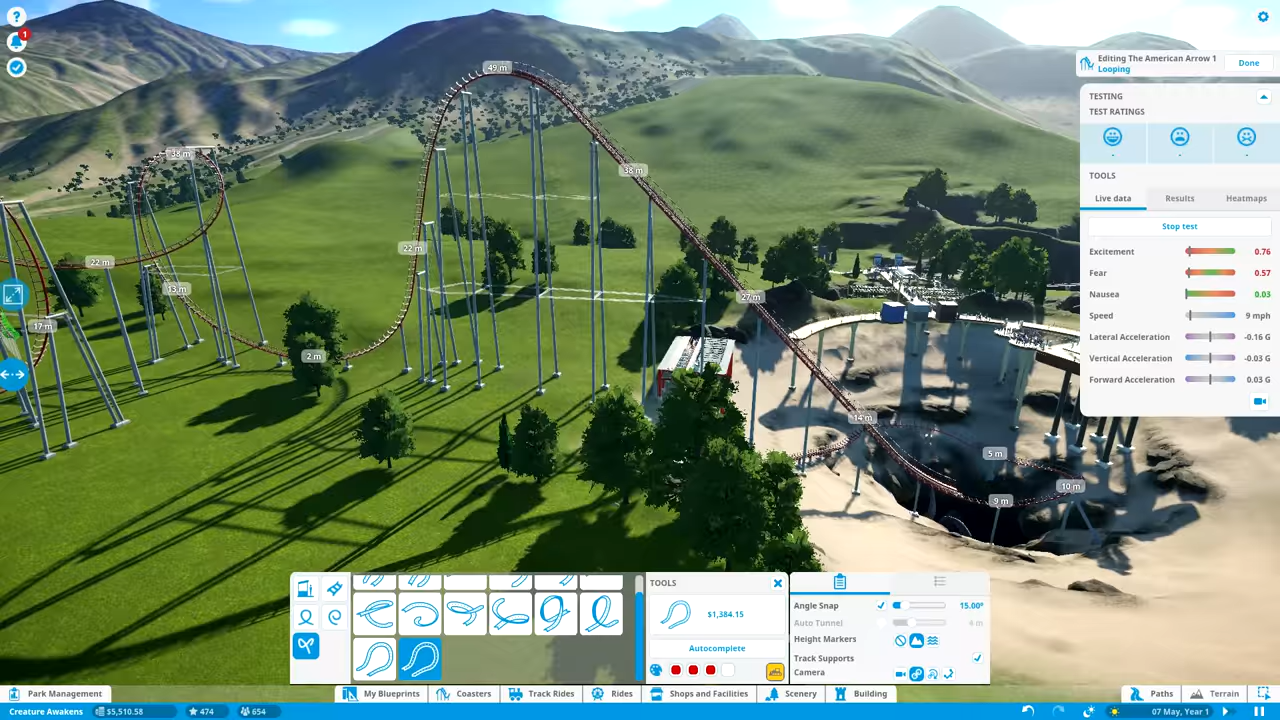 ?
1
49 m
38 m
38 m
22 m
22 m
13 m
27 m
17 m
2 m
14 m
5 m
10 m
9 m
Editing The American Arrow 1
Looping
Done
TESTING
TEST RATINGS
- - -
TOOLS
Live data Results Heatmaps
Stop test
Excitement 0.76
Fear 0.57
Nausea 0.03
Speed 9 mph
Lateral Acceleration -0.16 G
Vertical Acceleration -0.03 G
Forward Acceleration 0.03 G
TOOLS
$1,384.15
Autocomplete
Angle Snap 15.00°
Auto Tunnel 4 m
Height Markers
Track Supports
Camera
Park Management My Blueprints Coasters Track Rides Rides Shops and Facilities Scenery Building Paths Terrain
Creature Awakens $5,510.58 474 654 07 May, Year 1